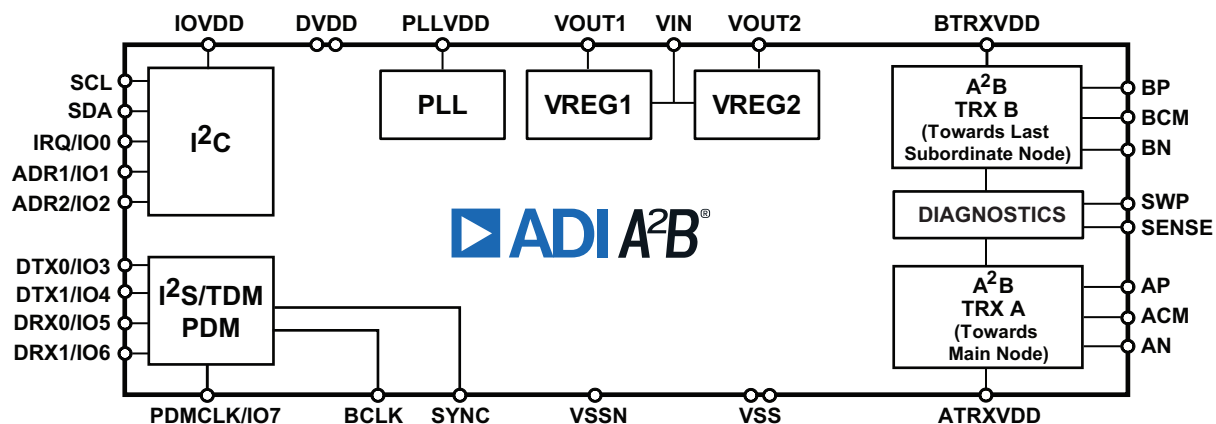 IOVDD DVDD PLLVDD VOUT1 VIN VOUT2 BTRXVDD
SCL
SDA
IRQ/IO0
ADR1/IO1
ADR2/IO2
I²C
PLL
VREG1
VREG2
A²B
TRX B
(Towards Last
Subordinate Node)
BP
BCM
BN
DIAGNOSTICS
SWP
SENSE
ADI A²B®
DTX0/IO3
DTX1/IO4
DRX0/IO5
DRX1/IO6
I²S/TDM
PDM
A²B
TRX A
(Towards
Main Node)
AP
ACM
AN
PDMCLK/IO7 BCLK SYNC VSSN VSS ATRXVDD